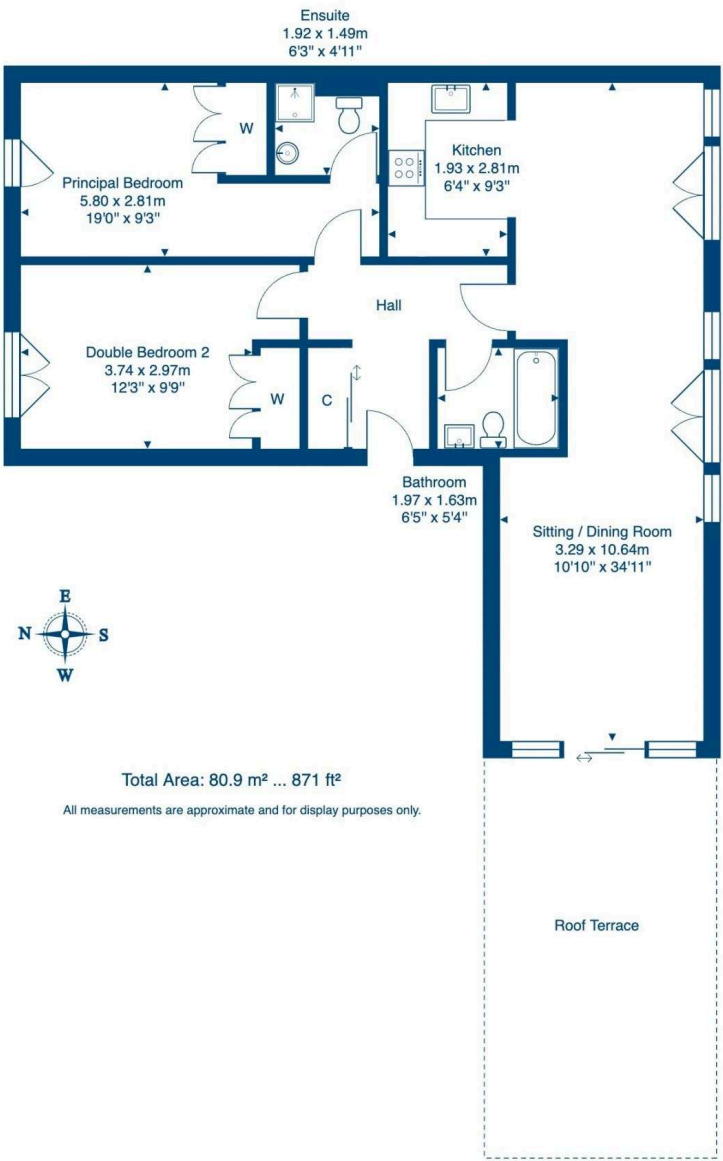 Ensuite
1.92 x 1.49m
6'3" x 4'11"
W
Principal Bedroom
5.80 x 2.81m
19'0" x 9'3"
Kitchen
1.93 x 2.81m
6'4" x 9'3"
Hall
Double Bedroom 2
3.74 x 2.97m
12'3" x 9'9"
W
C
Bathroom
1.97 x 1.63m
6'5" x 5'4"
Sitting / Dining Room
3.29 x 10.64m
10'10" x 34'11"
E
N S
W
Total Area: 80.9 m² ... 871 ft²
All measurements are approximate and for display purposes only.
Roof Terrace